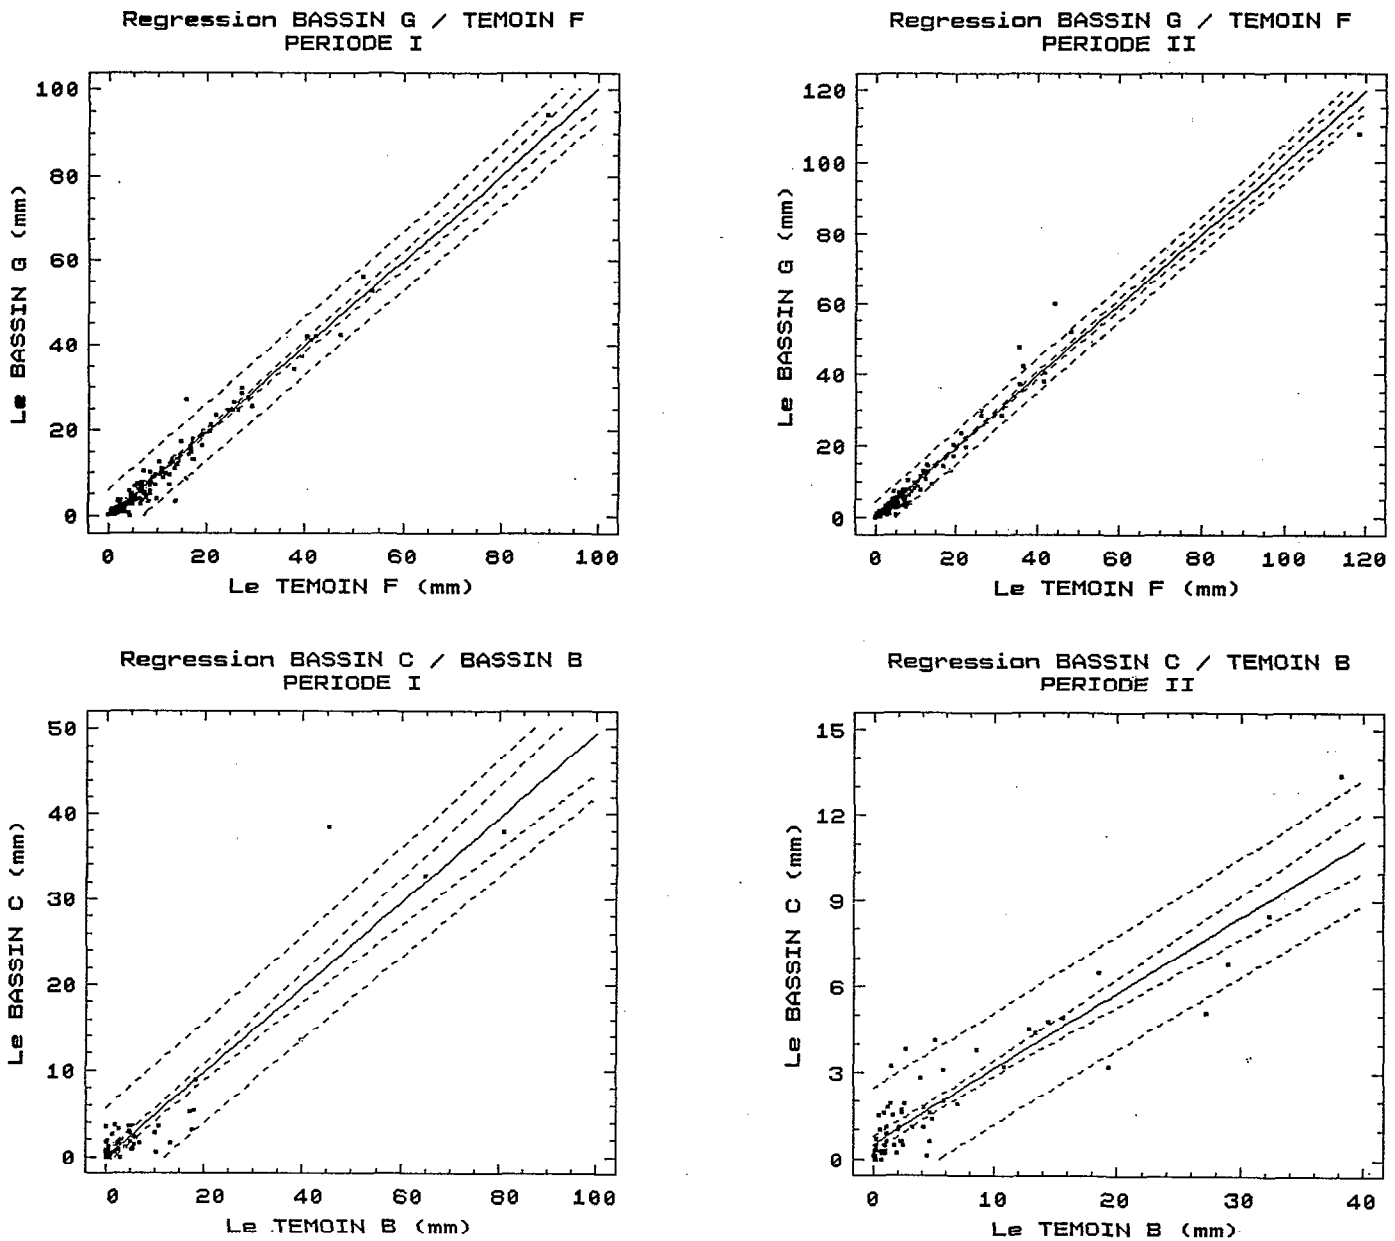 Regression BASSIN G / TEMOIN F
PERIODE I
100
80
60
40
20
0
Le BASSIN G (mm)
0 20 40 60 80 100
Le TEMOIN F (mm)
Regression BASSIN G / TEMOIN F
PERIODE II
120
100
80
60
40
20
0
Le BASSIN G (mm)
0 20 40 60 80 100 120
Le TEMOIN F (mm)
Regression BASSIN C / BASSIN B
PERIODE I
50
40
30
20
10
0
Le BASSIN C (mm)
0 20 40 60 80 100
Le TEMOIN B (mm)
Regression BASSIN C / TEMOIN B
PERIODE II
15
12
9
6
3
0
Le BASSIN C (mm)
0 10 20 30 40
Le TEMOIN B (mm)